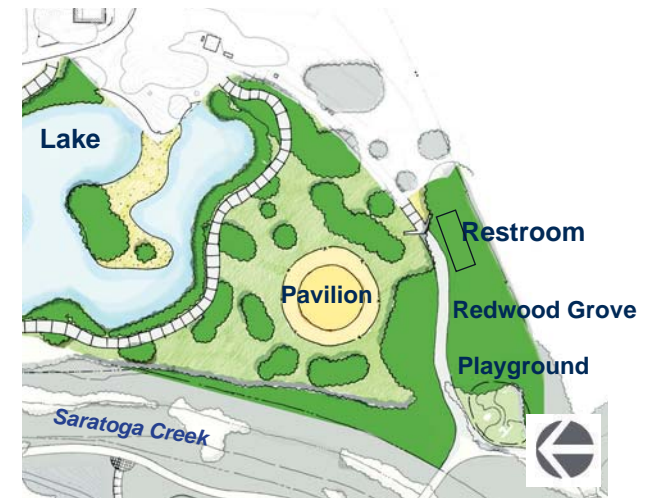 Lake
Restroom
Pavilion
Redwood Grove
Playground
Saratoga Creek